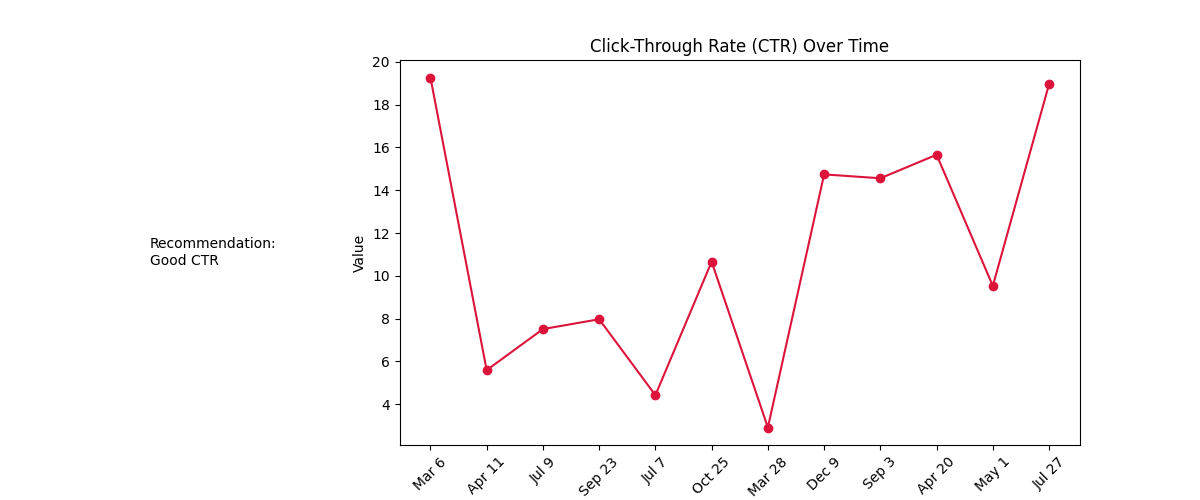 Click-Through Rate (CTR) Over Time
Recommendation:
Good CTR
Value
20
18
16
14
12
10
8
6
4
Mar 6
Apr 11
Jul 9
Sep 23
Jul 7
Oct 25
Mar 28
Dec 9
Sep 3
Apr 20
May 1
Jul 27